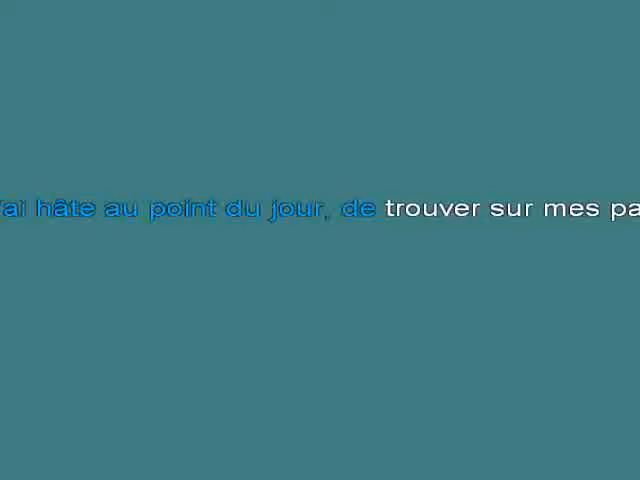 'ai hâte au point du jour, de trouver sur mes pa